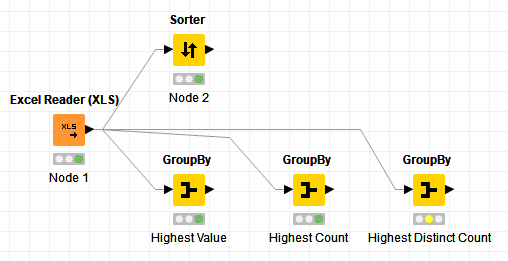 Sorter
Node 2
Excel Reader (XLS)
XLS
Node 1
GroupBy
GroupBy
GroupBy
Highest Value
Highest Count
Highest Distinct Count